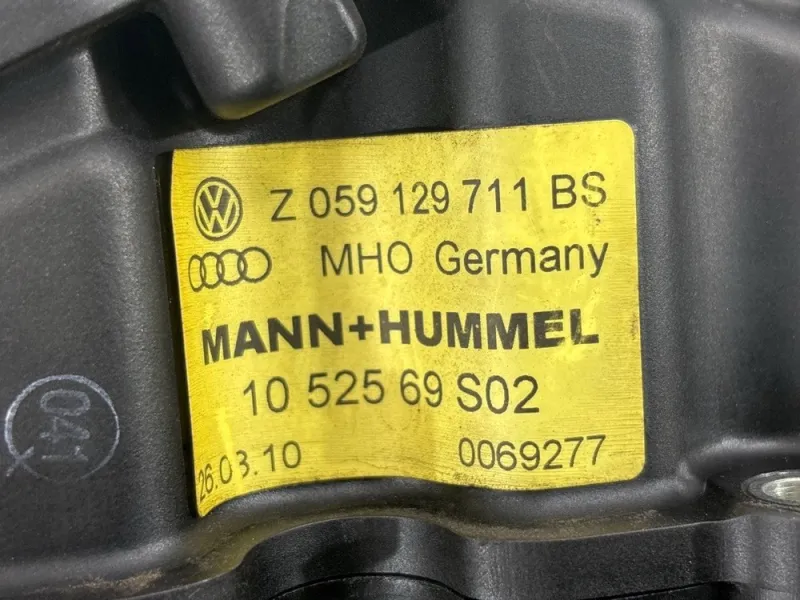 Z 059 129 711 BS
MHO Germany
MANN+HUMMEL
10 525 69 S02
26.03.10 0069277
041